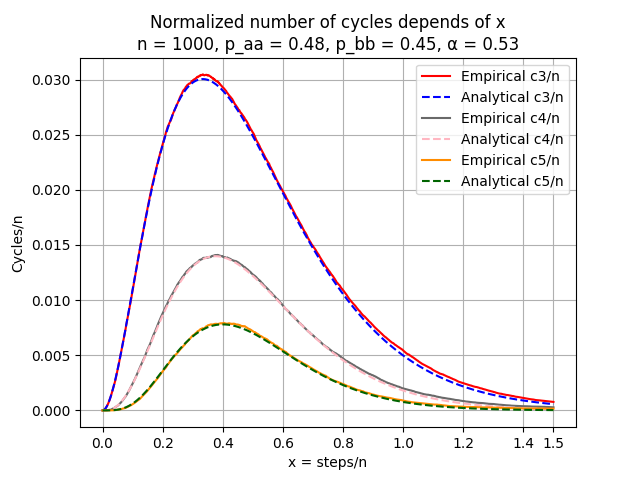 Normalized number of cycles depends of x
n = 1000, p_aa = 0.48, p_bb = 0.45, α = 0.53
Empirical c3/n
Analytical c3/n
Empirical c4/n
Analytical c4/n
Empirical c5/n
Analytical c5/n
Cycles/n
0.030
0.025
0.020
0.015
0.010
0.005
0.000
0.0 0.2 0.4 0.6 0.8 1.0 1.2 1.4 1.5
x = steps/n